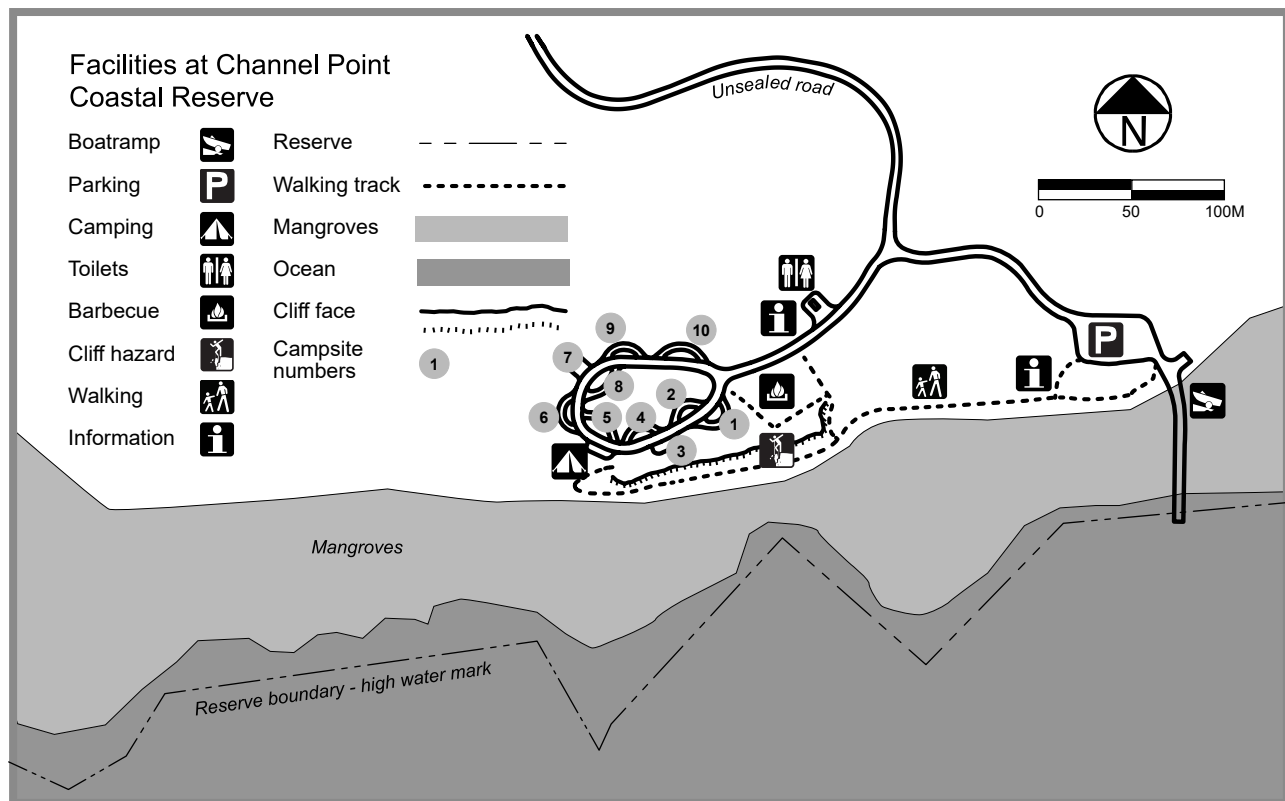 Facilities at Channel Point
Coastal Reserve
Boatramp
Reserve
Parking
P
Walking track
Camping
Mangroves
Toilets
Ocean
Barbecue
Cliff face
Cliff hazard
Campsite
numbers
1
Walking
Information
i
Unsealed road
N
0 50 100M
i
P
i
9
10
7
8
2
6
5
4
1
3
Mangroves
Reserve boundary - high water mark